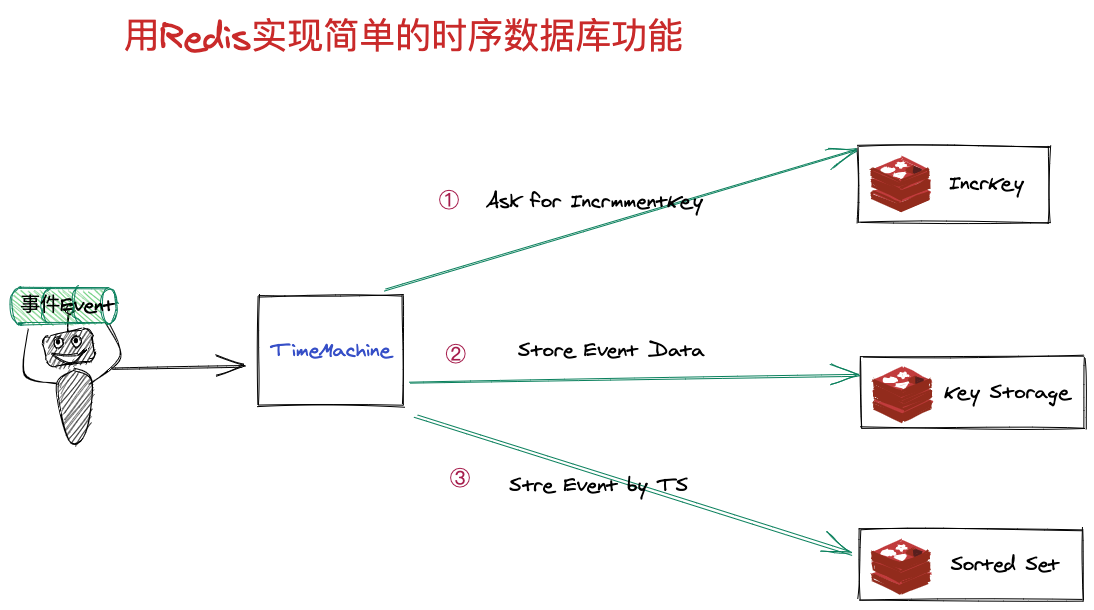 用Redis实现简单的时序数据库功能
① Ask for IncrmmentKey
IncrKey
事件Event
TimeMachine
② Store Event Data
Key Storage
③ Stre Event by TS
Sorted Set